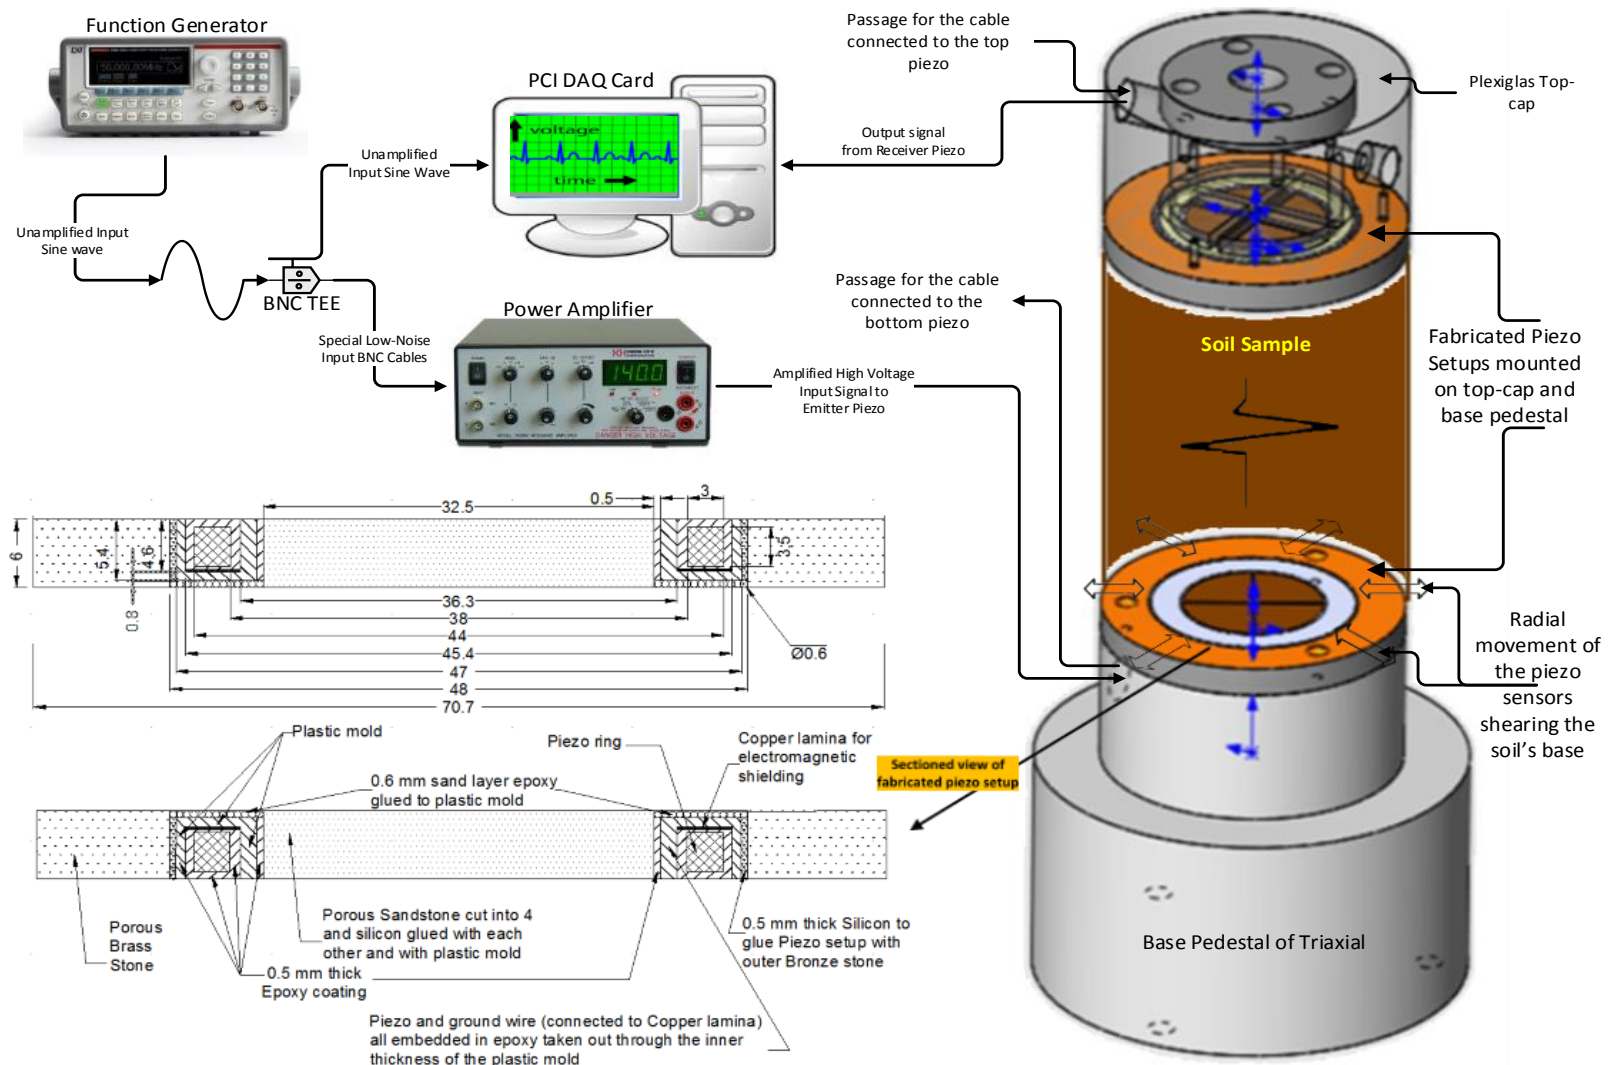 Function Generator
50.000,00MHz
Unamplified Input
Sine wave
BNC TEE
Unamplified
Input Sine Wave
PCI DAQ Card
voltage
time
Special Low-Noise
Input BNC Cables
Power Amplifier
140.0
DANGER HIGH VOLTAGE
Amplified High Voltage
Input Signal to
Emitter Piezo
Passage for the cable
connected to the top
piezo
Output signal
from Receiver Piezo
Plexiglas Top-
cap
Passage for the cable
connected to the
bottom piezo
Soil Sample
Fabricated Piezo
Setups mounted
on top-cap and
base pedestal
Radial
movement of
the piezo
sensors
shearing the
soil's base
Base Pedestal of Triaxial
Sectioned view of
fabricated piezo setup
32.5
0.5
3
6
5.4
4.6
0.8
3.5
36.3
38
44
45.4
47
48
70.7
Ø0.6
Plastic mold
Piezo ring
Copper lamina for
electromagnetic
shielding
0.6 mm sand layer epoxy
glued to plastic mold
Porous
Brass
Stone
Porous Sandstone cut into 4
and silicon glued with each
other and with plastic mold
0.5 mm thick
Epoxy coating
0.5 mm thick Silicon to
glue Piezo setup with
outer Bronze stone
Piezo and ground wire (connected to Copper lamina)
all embedded in epoxy taken out through the inner
thickness of the plastic mold